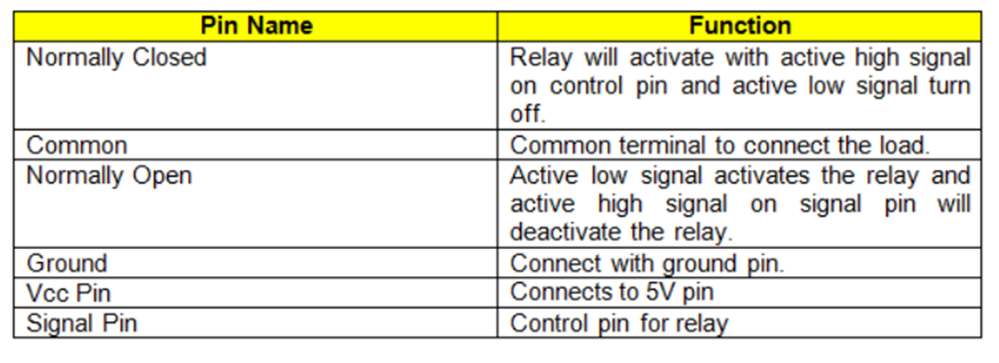 Pin Name Function
Normally Closed Relay will activate with active high signal
on control pin and active low signal turn
off.
Common Common terminal to connect the load.
Normally Open Active low signal activates the relay and
active high signal on signal pin will
deactivate the relay.
Ground Connect with ground pin.
Vcc Pin Connects to 5V pin
Signal Pin Control pin for relay